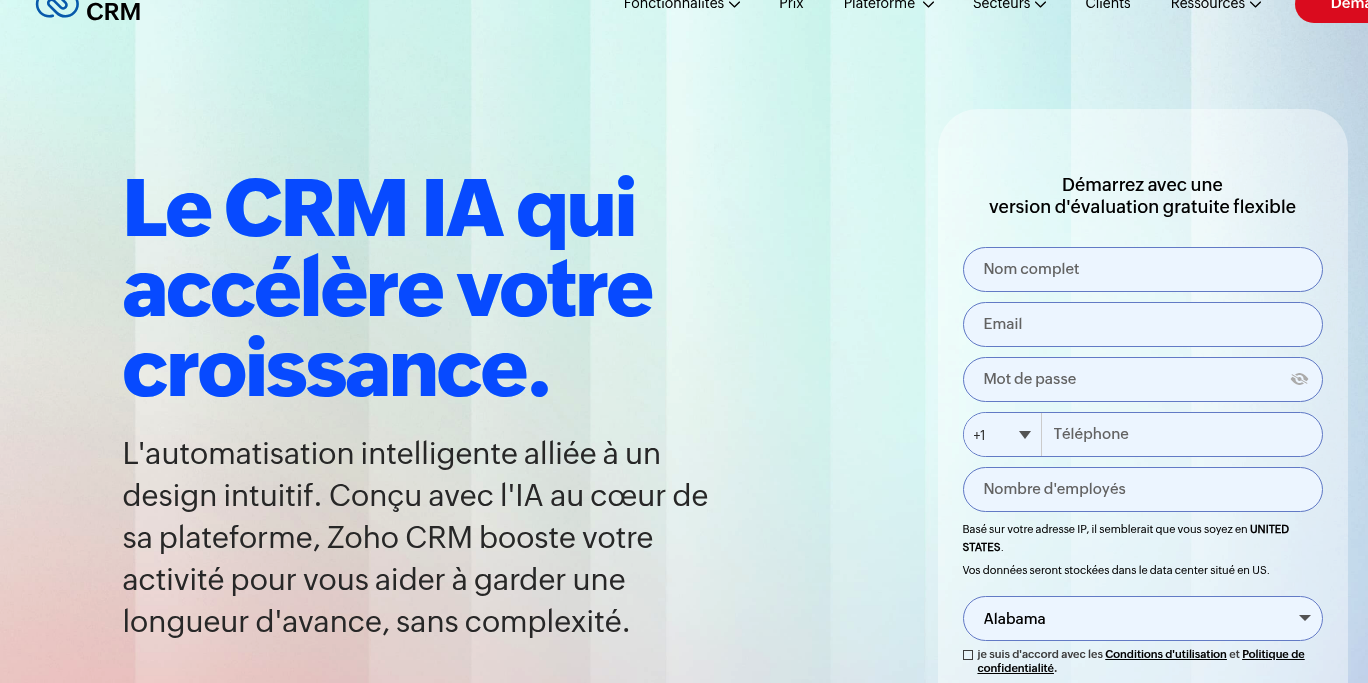 CRM
Fonctionnalités
Prix
Plateforme
Secteurs
Clients
Ressources
Le CRM IA qui
accélère votre
croissance.
L'automatisation intelligente alliée à un
design intuitif. Conçu avec l'IA au cœur de
sa plateforme, Zoho CRM booste votre
activité pour vous aider à garder une
longueur d'avance, sans complexité.
Démarrez avec une
version d'évaluation gratuite flexible
Nom complet
Email
Mot de passe
+1
Téléphone
Nombre d'employés
Basé sur votre adresse IP, il semblerait que vous soyez en UNITED
STATES.
Vos données seront stockées dans le data center situé en US.
Alabama
je suis d'accord avec les Conditions d'utilisation et Politique de
confidentialité.